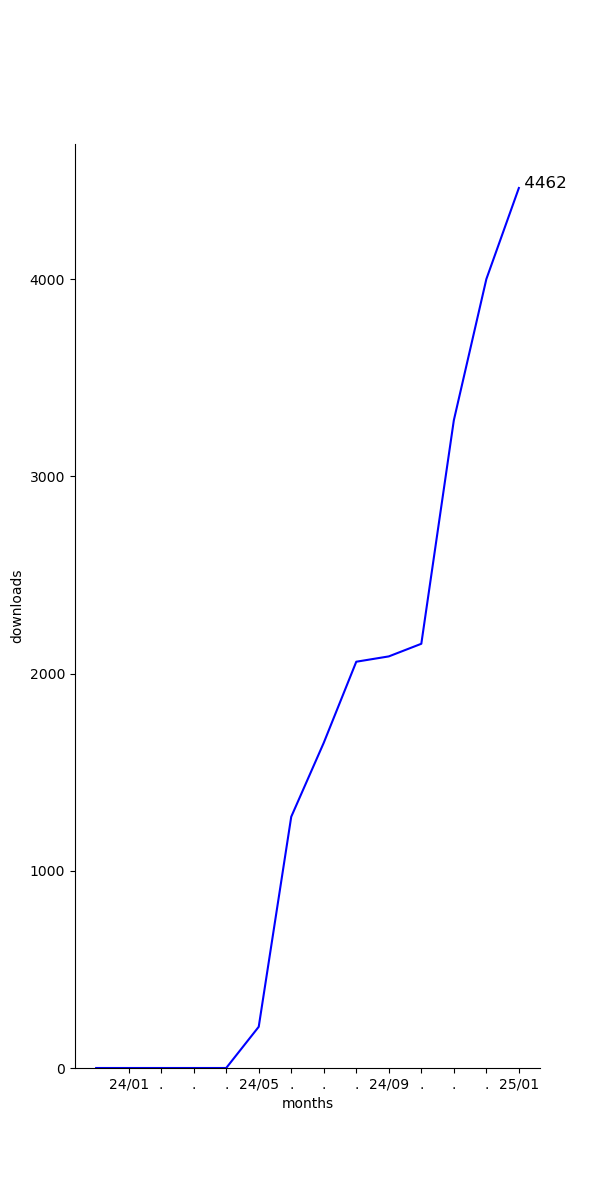 4462
4000
3000
2000
1000
0
downloads
24/01 . . . 24/05 . . . 24/09 . . . 25/01
months